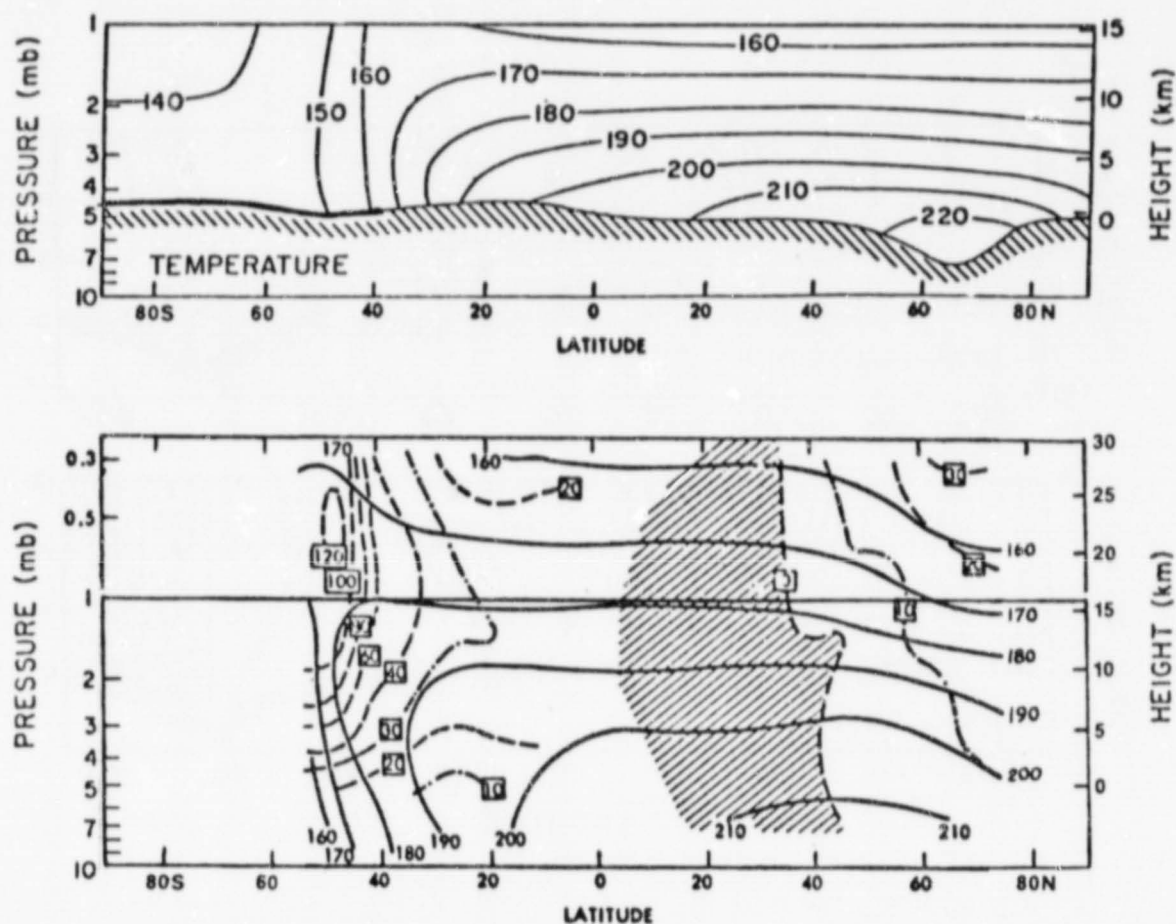 PRESSURE (mb)
HEIGHT (km)
1 15
160
160 170
140 2 150 180 10
190
3 200 5
4 210
5 220 0
7 TEMPERATURE
10
80S 60 40 20 0 20 40 60 80N
LATITUDE
PRESSURE (mb)
HEIGHT (km)
170 160 30
0.3 20
25
0.5
120 160 20
100
1 170 15
60 180
2 40 10
190
3 30 5
4 20 200
5 10 0
7 210 210
160 170 180 190 200
10
80S 60 40 20 0 20 40 60 80N
LATITUDE